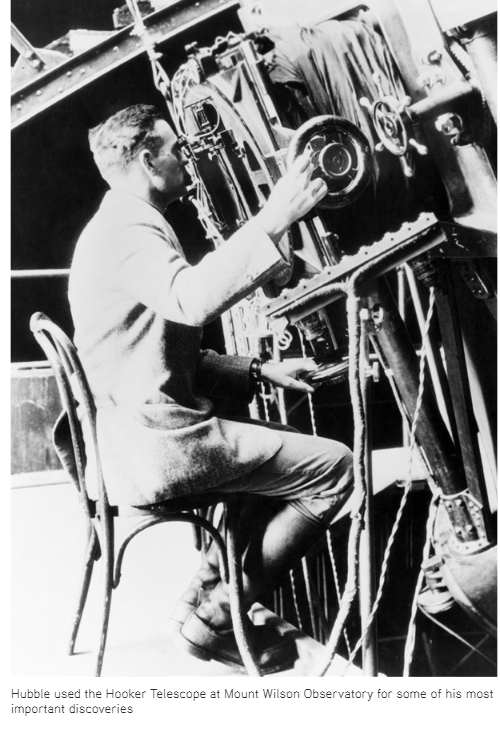 Hubble used the Hooker Telescope at Mount Wilson Observatory for some of his most
important discoveries